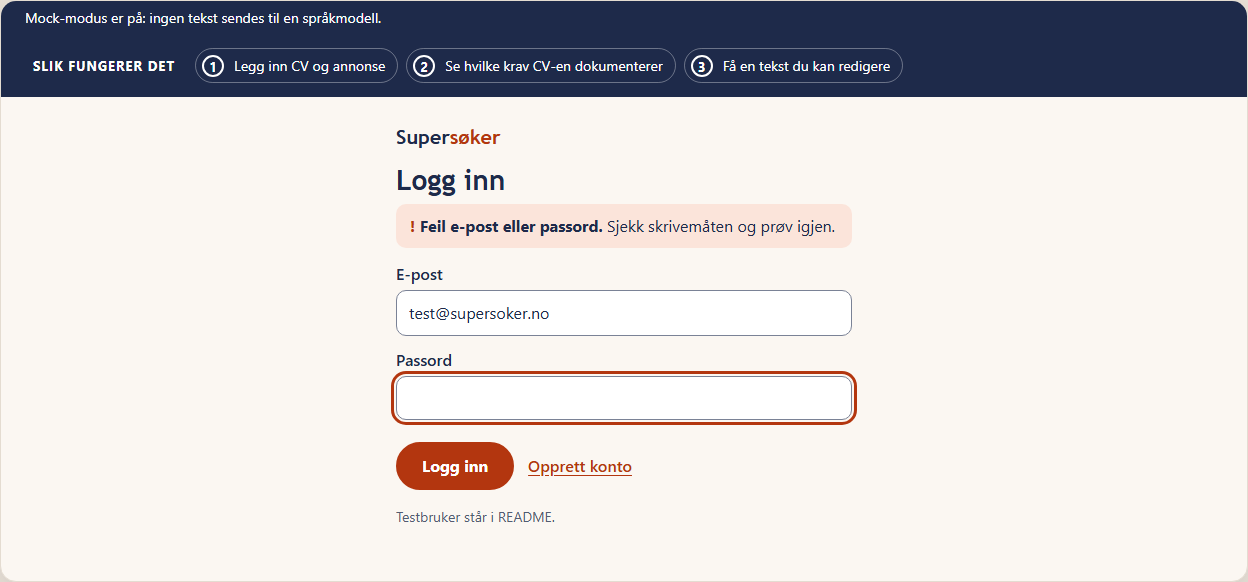 Mock-modus er på: ingen tekst sendes til en språkmodell.
SLIK FUNGERER DET 1 Legg inn CV og annonse 2 Se hvilke krav CV-en dokumenterer 3 Få en tekst du kan redigere
Supersøker
Logg inn
! Feil e-post eller passord. Sjekk skrivemåten og prøv igjen.
E-post
test@supersoker.no
Passord
Logg inn Opprett konto
Testbruker står i README.